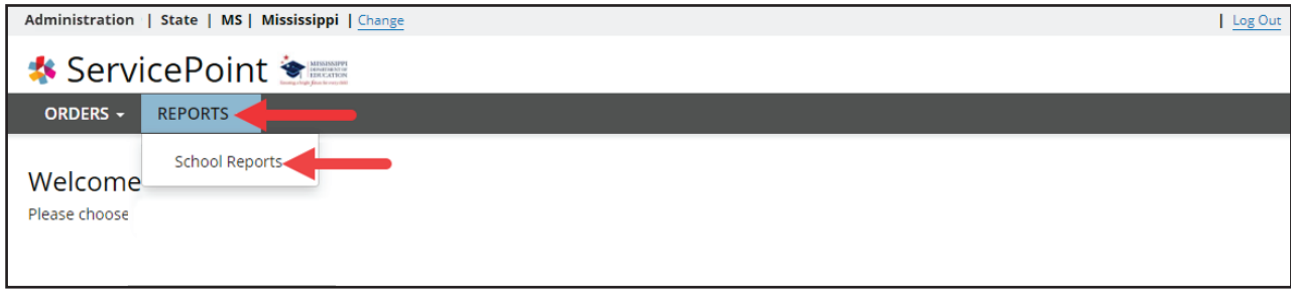 Administration | State | MS | Mississippi | Change | Log Out
ServicePoint
MISSISSIPPI
DEPARTMENT OF
EDUCATION
ORDERS REPORTS
School Reports
Welcome
Please choose